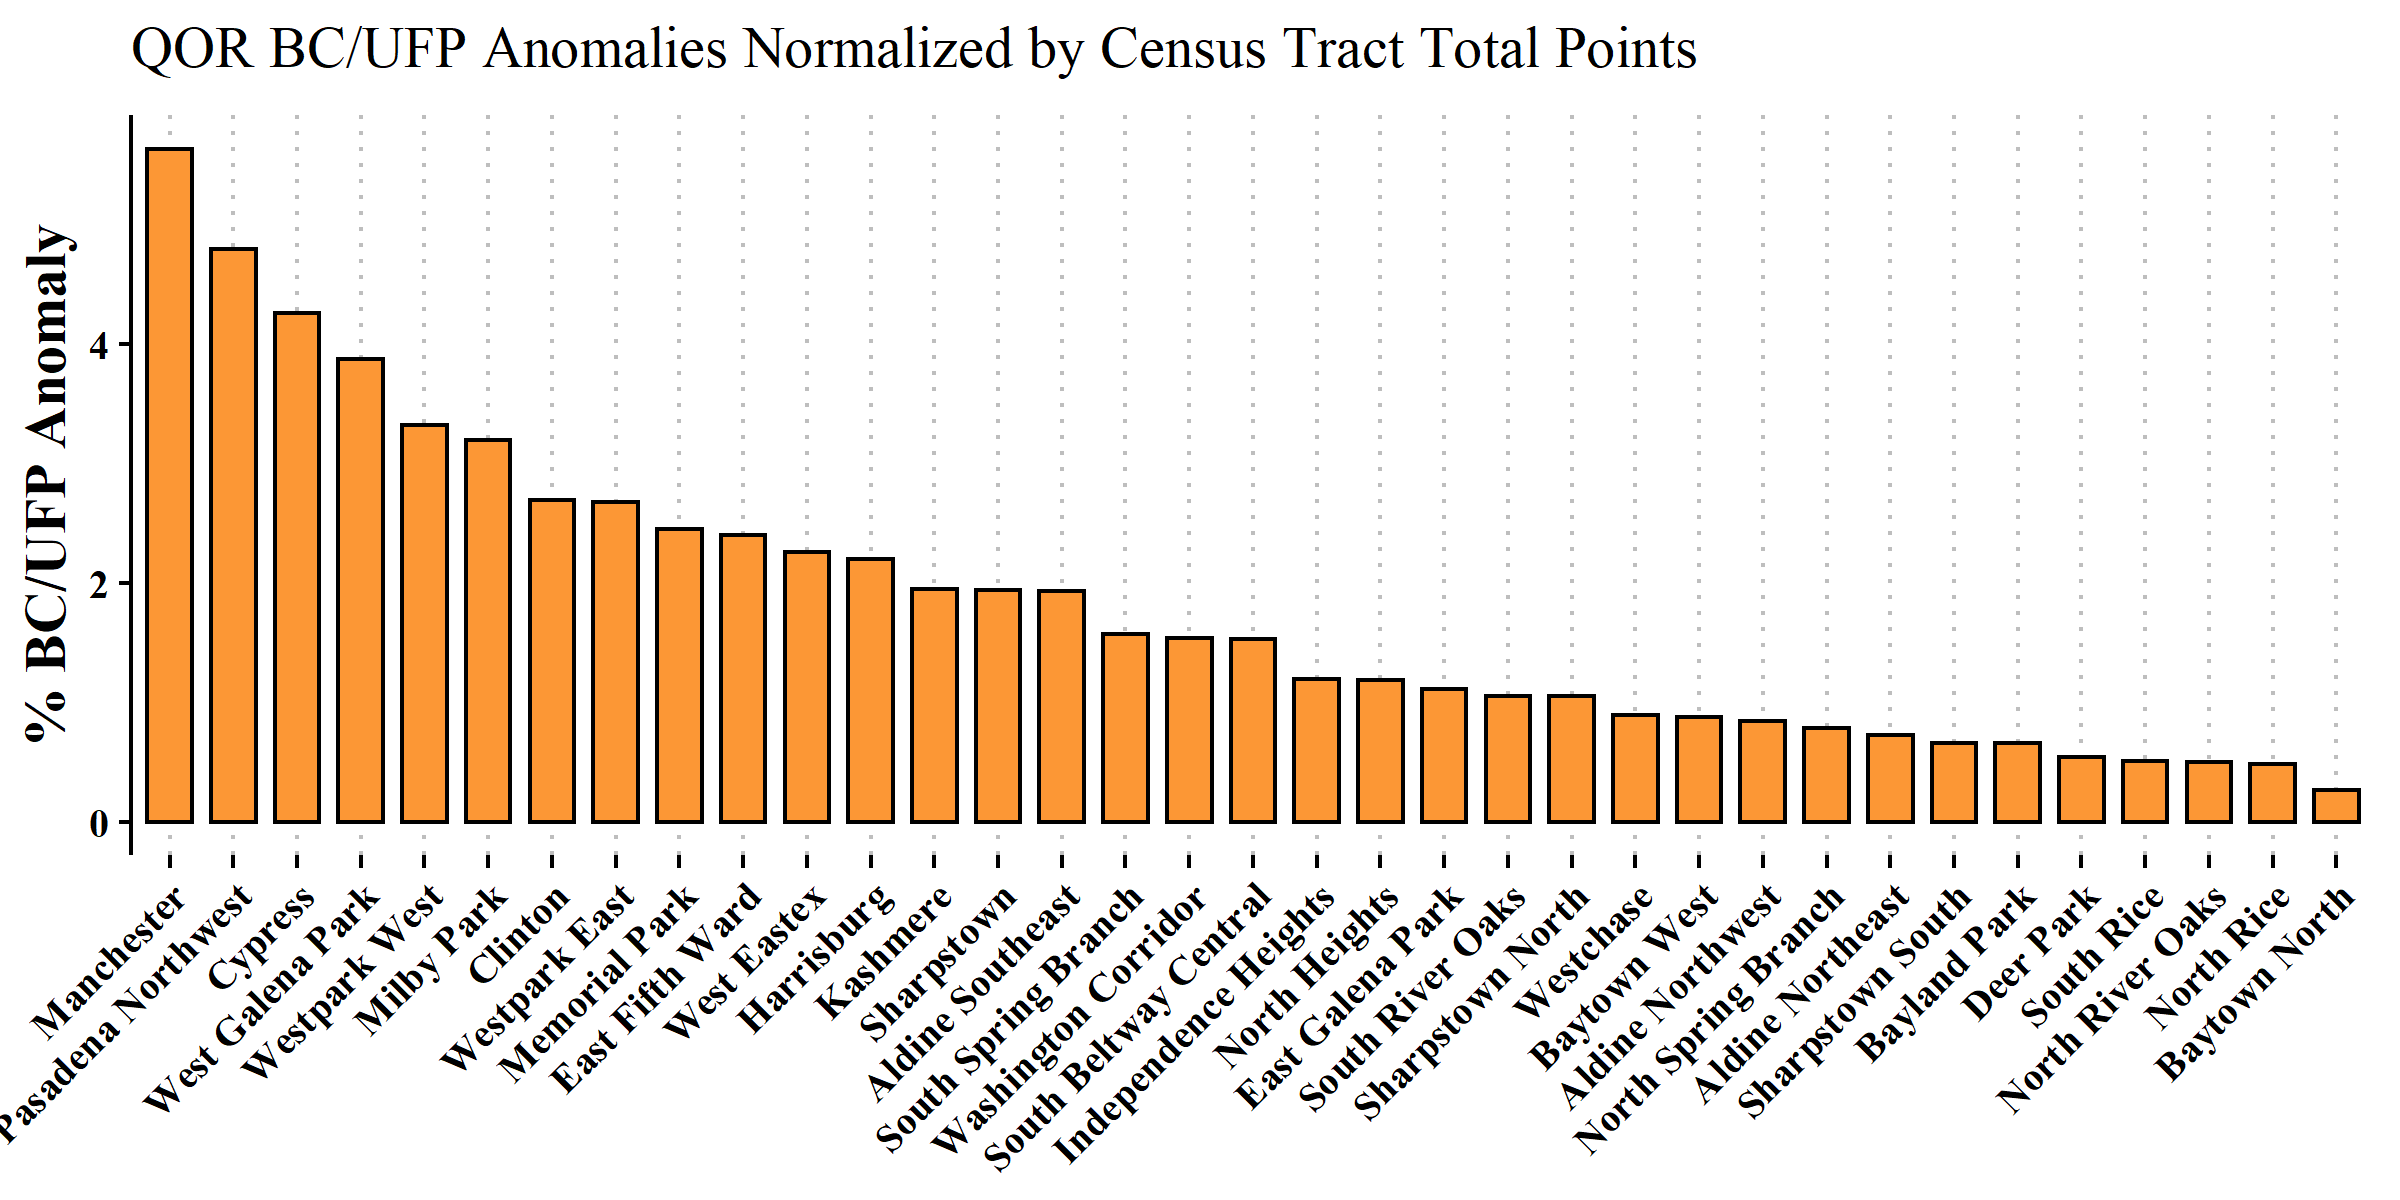 QOR BC/UFP Anomalies Normalized by Census Tract Total Points
% BC/UFP Anomaly
4
2
0
Manchester
Pasadena Northwest
Cypress
West Galena Park
Westpark West
Milby Park
Clinton
Westpark East
Memorial Park
East Fifth Ward
West Eastex
Harrisburg
Kashmere
Sharpstown
Aldine Southeast
South Spring Branch
Washington Corridor
South Beltway Central
Independence Heights
North Heights
East Galena Park
South River Oaks
Sharpstown North
Westchase
Baytown West
Aldine Northwest
North Spring Branch
Aldine Northeast
Sharpstown South
Bayland Park
Deer Park
South Rice
North River Oaks
North Rice
Baytown North